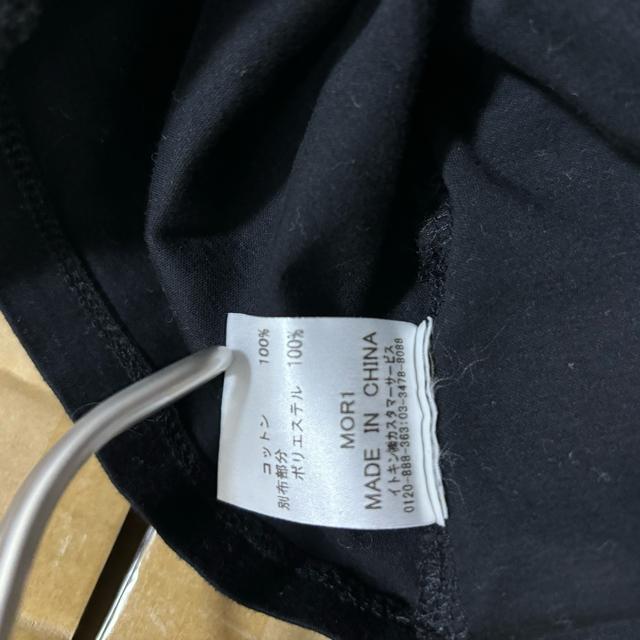 コットン 100%
別布部分
ポリエステル 100%
MOR1
MADE IN CHINA
イトキン㈱カスタマーサービス
0120-888-363;03-3478-8088